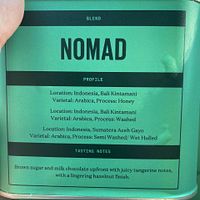 BLEND
NOMAD
PROFILE
Location: Indonesia, Bali Kintamani
Varietal: Arabica, Process: Honey
Location: Indonesia, Bali Kintamani
Varietal: Arabica, Process: Washed
Location: Indonesia, Sumatera Aceh Gayo
Varietal: Arabica, Process: Semi Washed/ Wet Hulled
TASTING NOTES
Brown sugar and milk chocolate upfront with juicy tangerine notes,
with a lingering hazelnut finish.